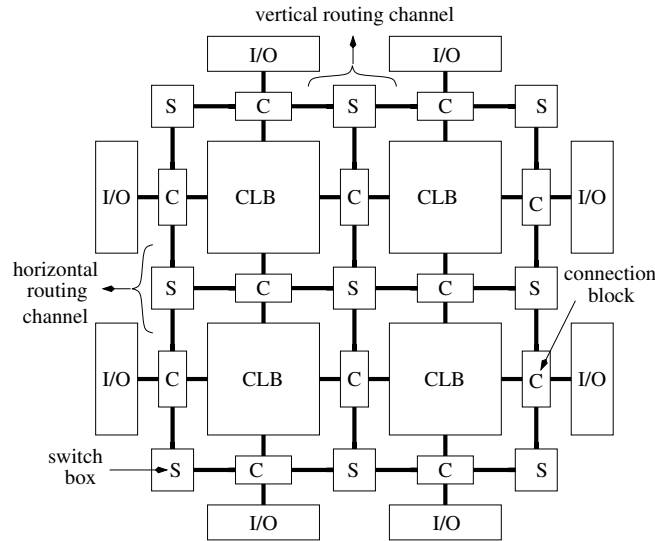 vertical routing channel
I/O
I/O
S
C
S
C
S
I/O
C
CLB
C
CLB
C
I/O
horizontal
routing
channel
S
C
S
C
S
connection
block
I/O
C
CLB
C
CLB
C
I/O
switch
box
S
C
S
C
S
I/O
I/O